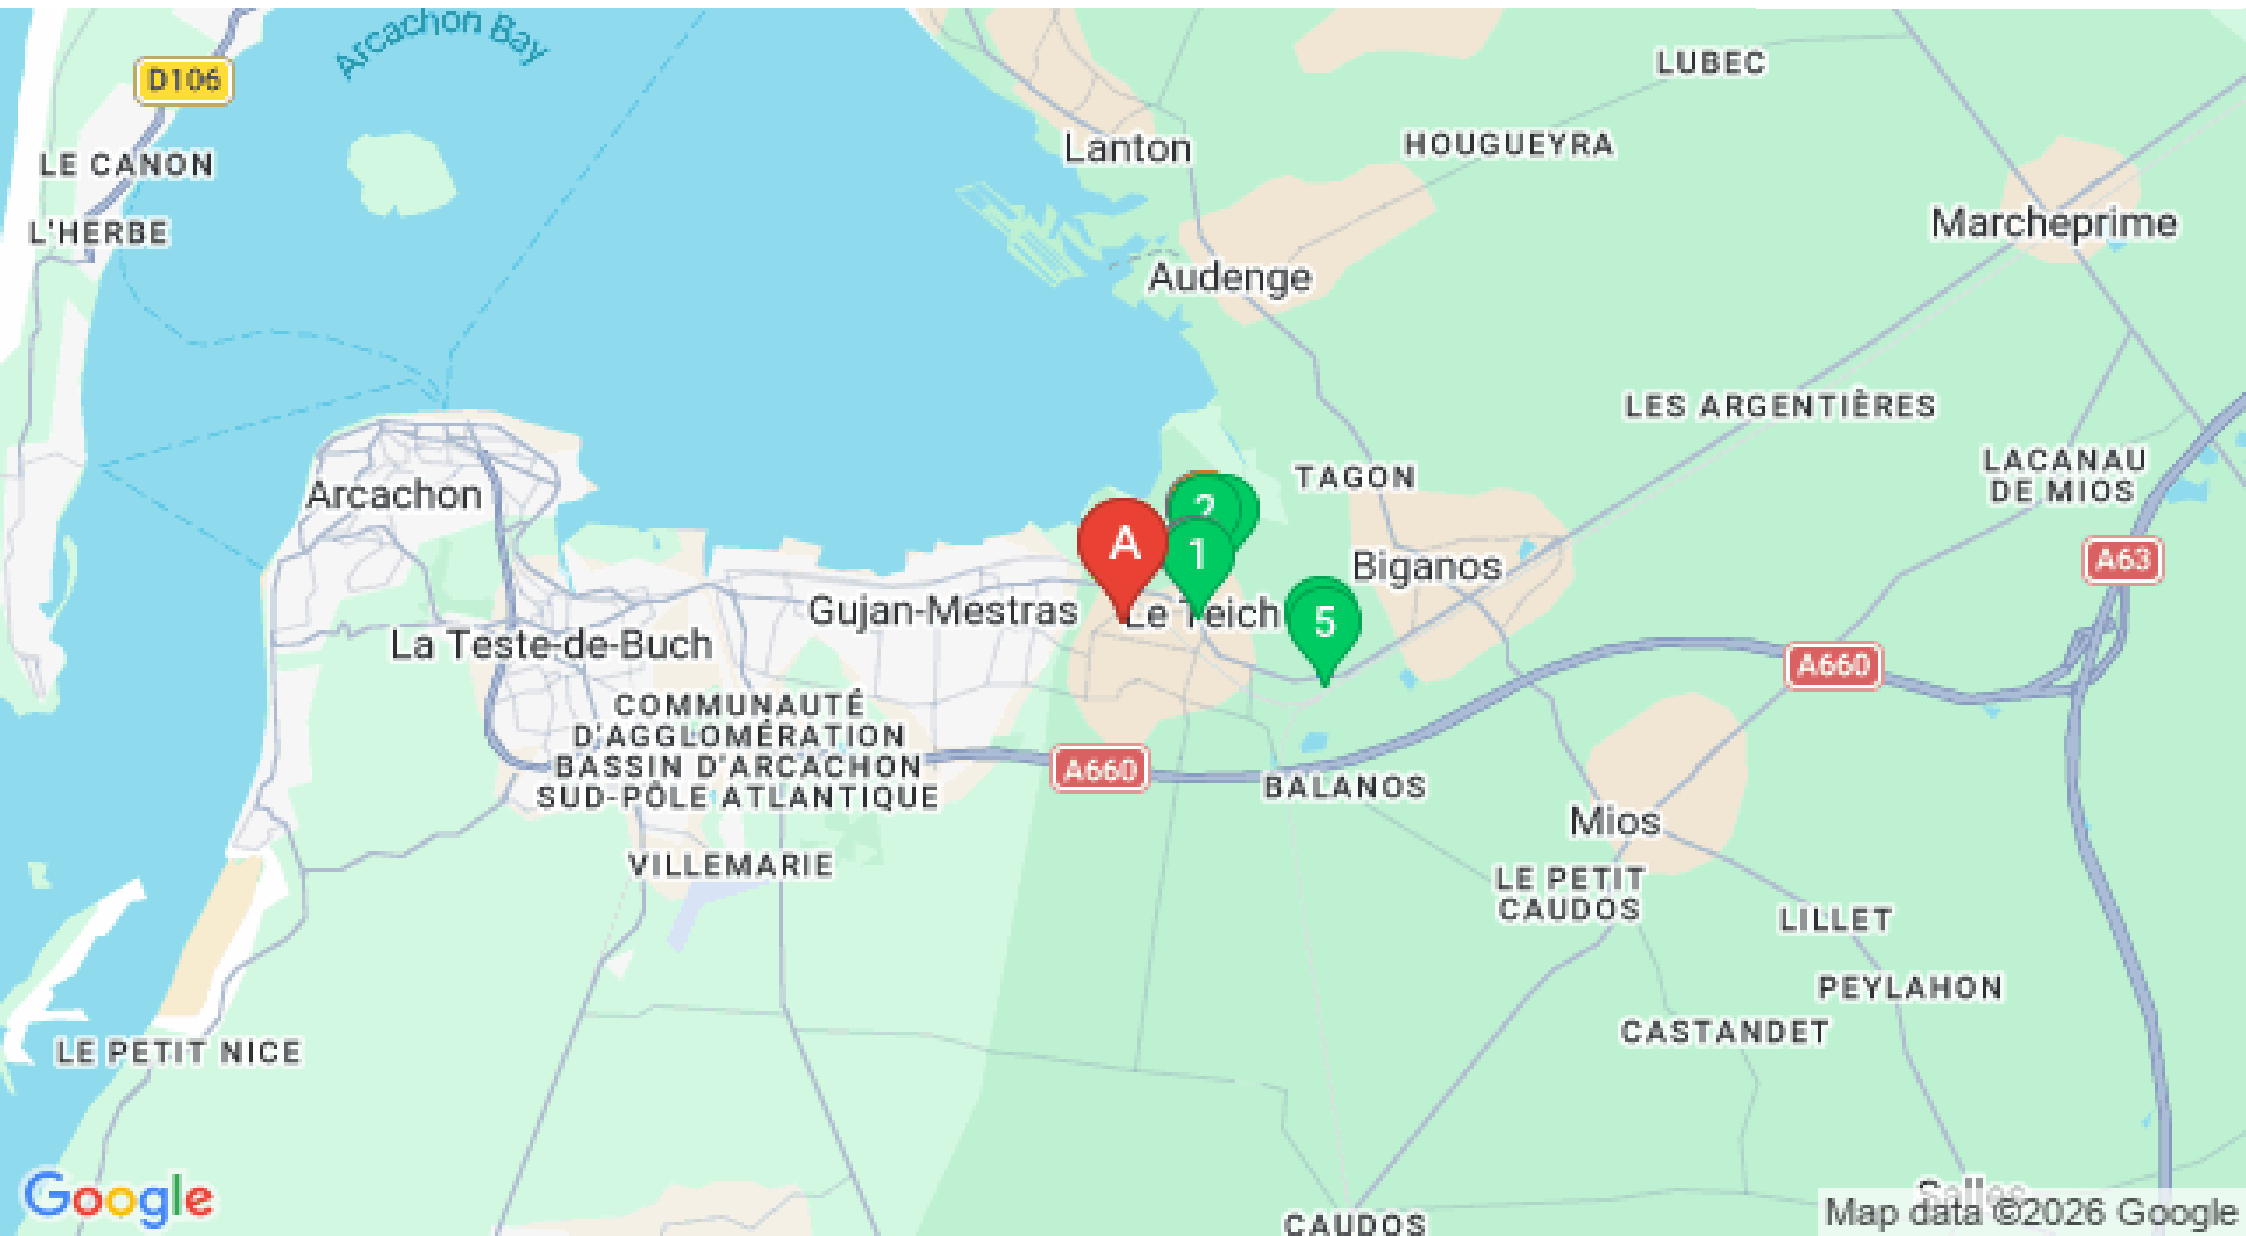 Arcachon Bay
D106
LUBEC
Lanton
HOUGUEYRA
LE CANON
Marcheprime
L'HERBE
Audenge
LES ARGENTIÈRES
TAGON
LACANAU
DE MIOS
Arcachon
2
A
1
A63
Biganos
Gujan-Mestras
Le Teich
5
La Teste-de-Buch
A660
COMMUNAUTÉ
D'AGGLOMÉRATION
BASSIN D'ARCACHON
SUD-PÔLE ATLANTIQUE
A660
BALANOS
Mios
VILLEMARIE
LE PETIT
CAUDOS
LILLET
PEYLAHON
CASTANDET
LE PETIT NICE
Salles
Google
Map data ©2026 Google
CAUDOS